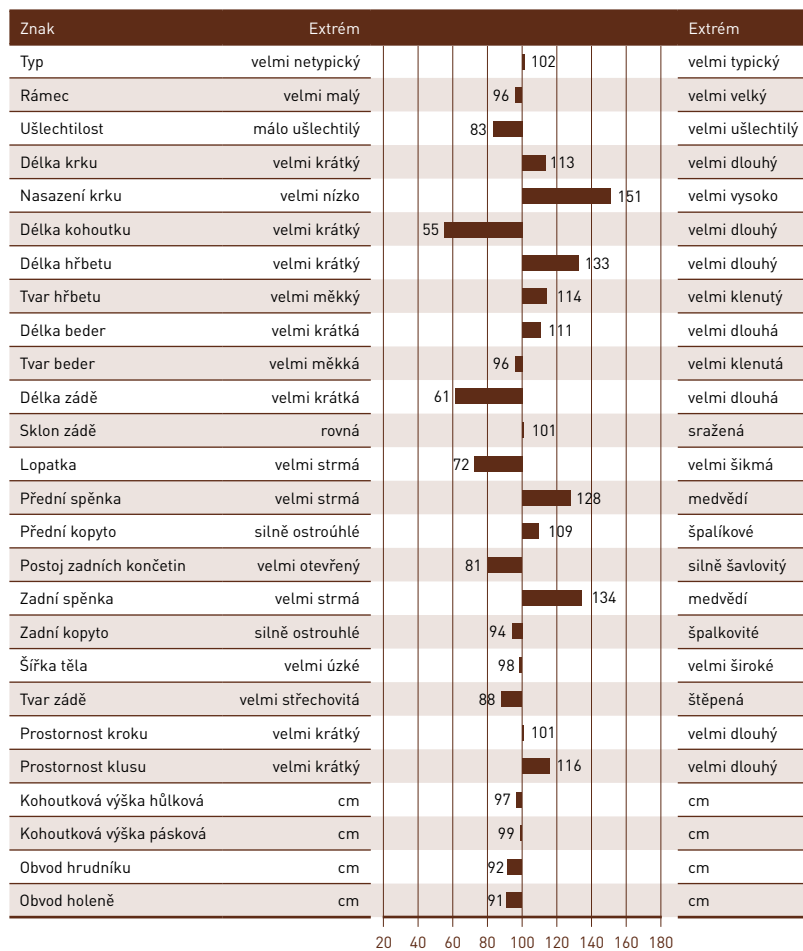 Znak Extrém Extrém
Typ velmi netypický 102 velmi typický
Rámec velmi malý 96 velmi velký
Ušlechtilost málo ušlechtilý 83 velmi ušlechtilý
Délka krku velmi krátký 113 velmi dlouhý
Nasazení krku velmi nízko 151 velmi vysoko
Délka kohoutku velmi krátký 55 velmi dlouhý
Délka hřbetu velmi krátký 133 velmi dlouhý
Tvar hřbetu velmi měkký 114 velmi klenutý
Délka beder velmi krátká 111 velmi dlouhá
Tvar beder velmi měkká 96 velmi klenutá
Délka zádě velmi krátká 61 velmi dlouhá
Sklon zádě rovná 101 sražená
Lopatka velmi strmá 72 velmi šikmá
Přední spěnka velmi strmá 128 medvědí
Přední kopyto silně ostroúhlé 109 špalíkové
Postoj zadních končetin velmi otevřený 81 silně šavlovitý
Zadní spěnka velmi strmá 134 medvědí
Zadní kopyto silně ostrouhlé 94 špalkovité
Šířka těla velmi úzké 98 velmi široké
Tvar zádě velmi střechovitá 88 štěpená
Prostornost kroku velmi krátký 101 velmi dlouhý
Prostornost klusu velmi krátký 116 velmi dlouhý
Kohoutková výška hůlková cm 97 cm
Kohoutková výška pásková cm 99 cm
Obvod hrudníku cm 92 cm
Obvod holeně cm 91 cm
20 40 60 80 100 120 140 160 180